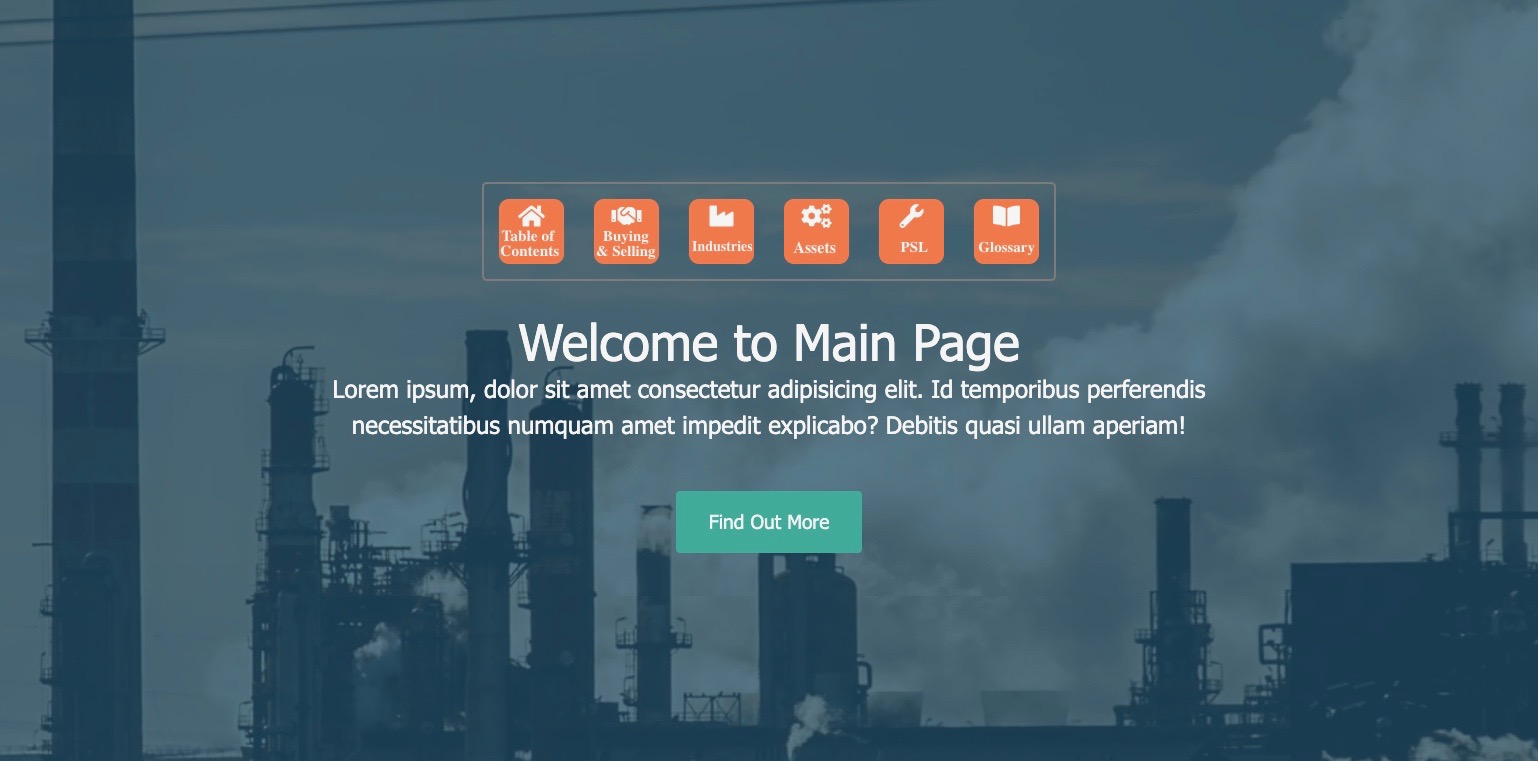 Table of
Contents
Buying
& Selling
Industries
Assets
PSL
Glossary
Welcome to Main Page
Lorem ipsum, dolor sit amet consectetur adipisicing elit. Id temporibus perferendis
necessitatibus numquam amet impedit explicabo? Debitis quasi ullam aperiam!
Find Out More